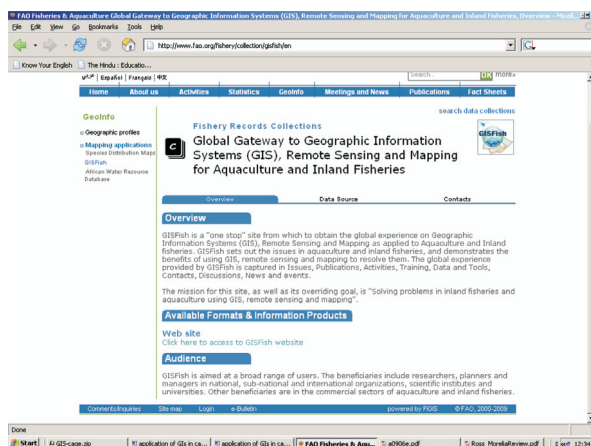 FAO Fisheries & Aquaculture Global Gateway to Geographic Information Systems (GIS), Remote Sensing and Mapping for Aquaculture and Inland Fisheries, Overview - Mozil
File Edit View Go Bookmarks Tools Help
http://www.fao.org/fishery/collection/gisfish/en
Know Your English The Hindu : Educatio...
عربي | Español | Français | 中文
Search... more»
Home About us Activities Statistics GeoInfo Meetings and News Publications Fact Sheets
search data collections
GeoInfo
Geographic profiles
Mapping applications
Species Distribution Maps
GISFish
African Water Resource
Database
Fishery Records Collections
Global Gateway to Geographic Information
Systems (GIS), Remote Sensing and Mapping
for Aquaculture and Inland Fisheries
GISFish
Overview Data Source Contacts
Overview
GISFish is a "one stop" site from which to obtain the global experience on Geographic
Information Systems (GIS), Remote Sensing and Mapping as applied to Aquaculture and Inland
fisheries. GISFish sets out the issues in aquaculture and inland fisheries, and demonstrates the
benefits of using GIS, remote sensing and mapping to resolve them. The global experience
provided by GISFish is captured in Issues, Publications, Activities, Training, Data and Tools,
Contacts, Discussions, News and events.
The mission for this site, as well as its overriding goal, is "Solving problems in inland fisheries and
aquaculture using GIS, remote sensing and mapping".
Available Formats & Information Products
Web site
Click here to access to GISFish website
Audience
GISFish is aimed at a broad range of users. The beneficiaries include researchers, planners and
managers in national, sub-national and international organizations, scientific institutes and
universities. Other beneficiaries are in the commercial sectors of aquaculture and inland fisheries.
Comments/Inquiries Site map Login e-Bulletin powered by FIGIS © FAO, 2000-2009
Done
Start GIS-cage.zip application of GIs in ca... application of GIs in ca... FAO Fisheries & Aqu... a0906e.pdf Ross_MoreliaReview.pdf 12:34